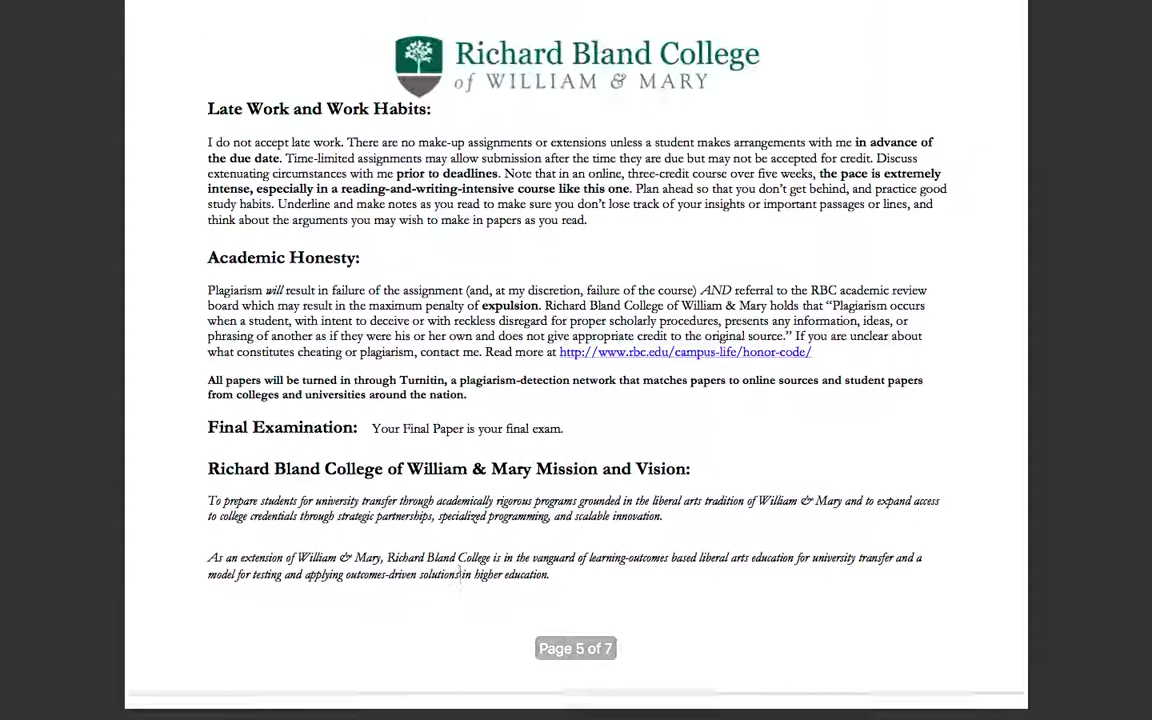 Richard Bland College
of WILLIAM & MARY
Late Work and Work Habits:
I do not accept late work. There are no make-up assignments or extensions unless a student makes arrangements with me in advance of
the due date. Time-limited assignments may allow submission after the time they are due but may not be accepted for credit. Discuss
extenuating circumstances with me prior to deadlines. Note that in an online, three-credit course over five weeks, the pace is extremely
intense, especially in a reading-and-writing-intensive course like this one. Plan ahead so that you don’t get behind, and practice good
study habits. Underline and make notes as you read to make sure you don’t lose track of your insights or important passages or lines, and
think about the arguments you may wish to make in papers as you read.
Academic Honesty:
Plagiarism will result in failure of the assignment (and, at my discretion, failure of the course) AND referral to the RBC academic review
board which may result in the maximum penalty of expulsion. Richard Bland College of William & Mary holds that “Plagiarism occurs
when a student, with intent to deceive or with reckless disregard for proper scholarly procedures, presents any information, ideas, or
phrasing of another as if they were his or her own and does not give appropriate credit to the original source.” If you are unclear about
what constitutes cheating or plagiarism, contact me. Read more at http://www.rbc.edu/campus-life/honor-code/
All papers will be turned in through Turnitin, a plagiarism-detection network that matches papers to online sources and student papers
from colleges and universities around the nation.
Final Examination: Your Final Paper is your final exam.
Richard Bland College of William & Mary Mission and Vision:
To prepare students for university transfer through academically rigorous programs grounded in the liberal arts tradition of William & Mary and to expand access
to college credentials through strategic partnerships, specialized programming, and scalable innovation.
As an extension of William & Mary, Richard Bland College is in the vanguard of learning-outcomes based liberal arts education for university transfer and a
model for testing and applying outcomes-driven solutions in higher education.
Page 5 of 7